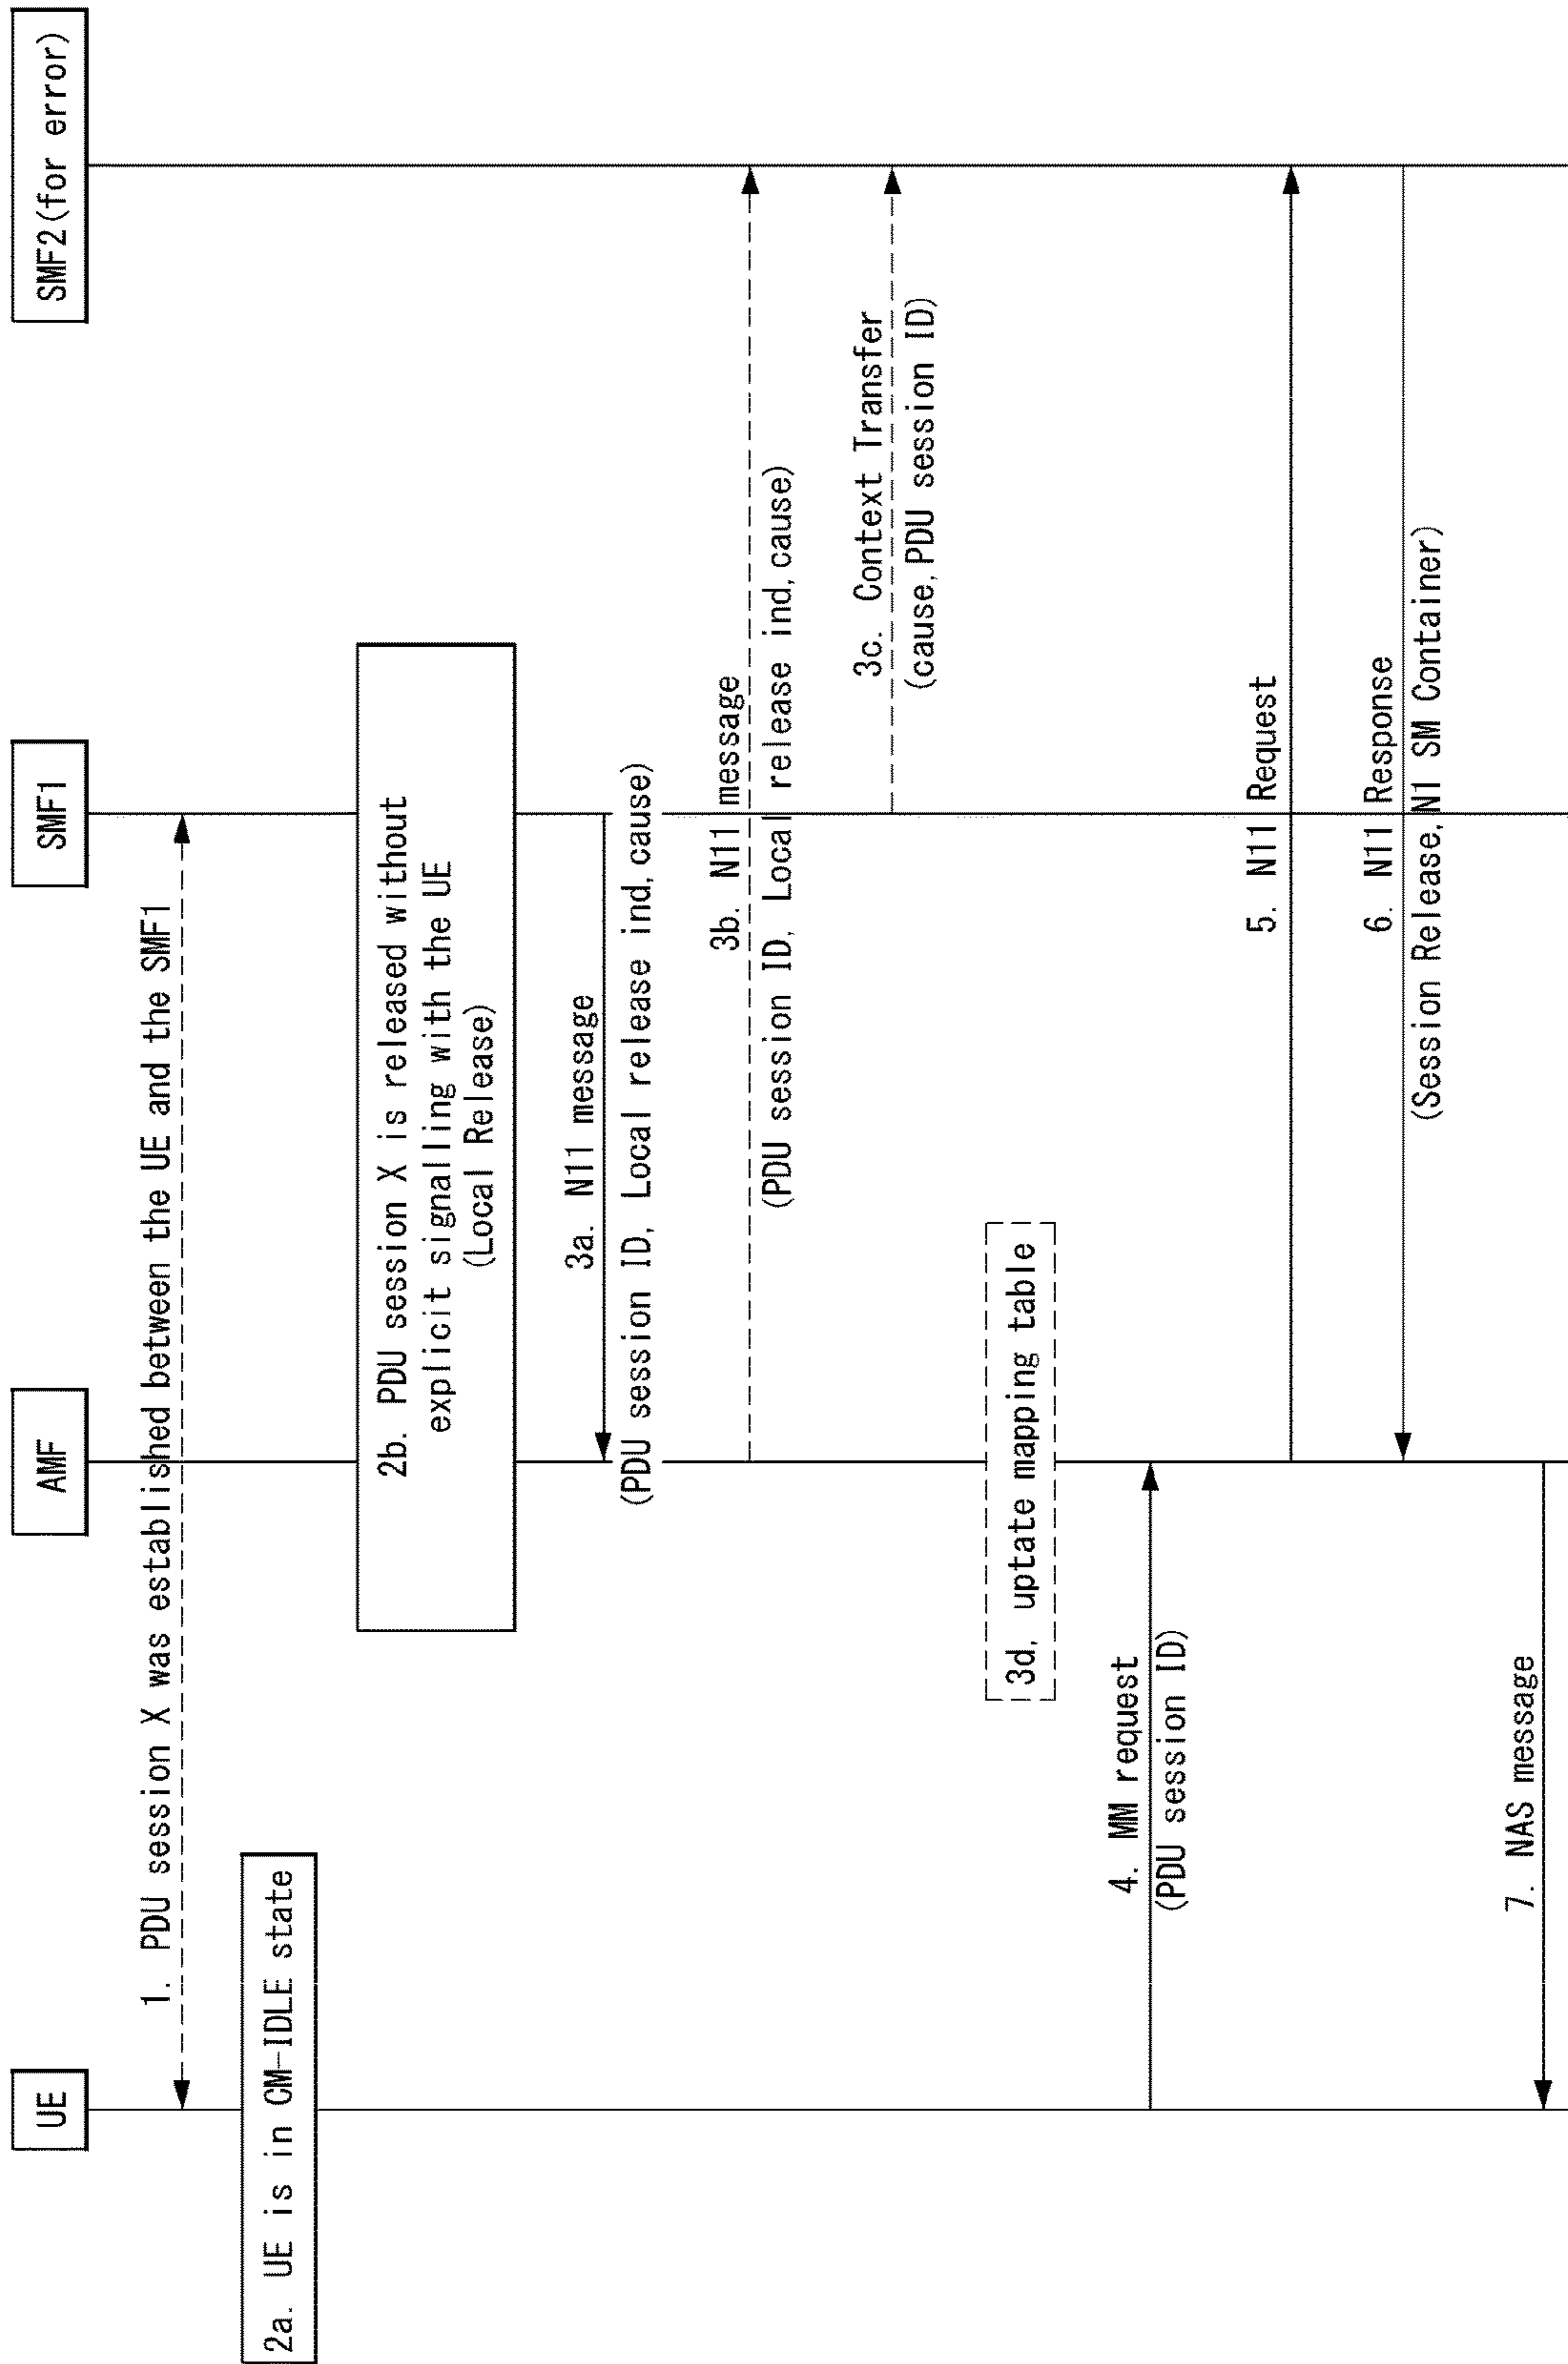 UE
AMF
SMF1
SMF2(for error)
1. PDU session X was established between the UE and the SMF1
2a. UE is in CM-IDLE state
2b. PDU session X is released without
explicit signalling with the UE
(Local Release)
3a. N11 message
(PDU session ID, Local release ind,cause)
3b. N11 message
(PDU session ID, Local release ind,cause)
3c. Context Transfer
(cause,PDU session ID)
3d, uptate mapping table
4. MM request
(PDU session ID)
5. N11 Request
6. N11 Response
(Session Release,N1 SM Container)
7. NAS message